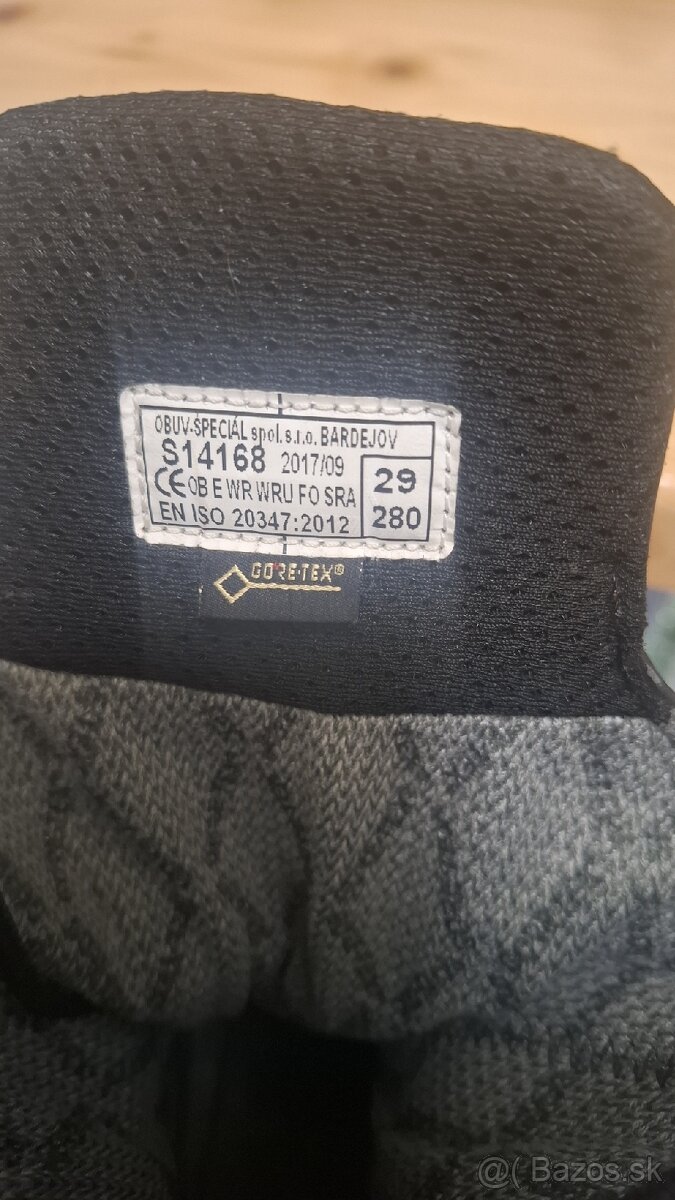 OBUV-ŠPECIÁL spol. s.r.o. BARDEJOV
S14168 2017/09
29
CE OB E WR WRU FO SRA
280
EN ISO 20347:2012
GORE-TEX®
@( Bazos.sk